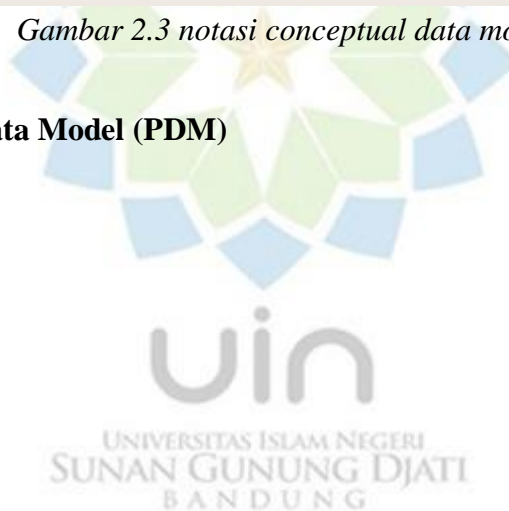 Gambar 2.3 notasi conceptual data mo
ata Model (PDM)
uin
UNIVERSITAS ISLAM NEGERI
SUNAN GUNUNG DJATI
BANDUNG